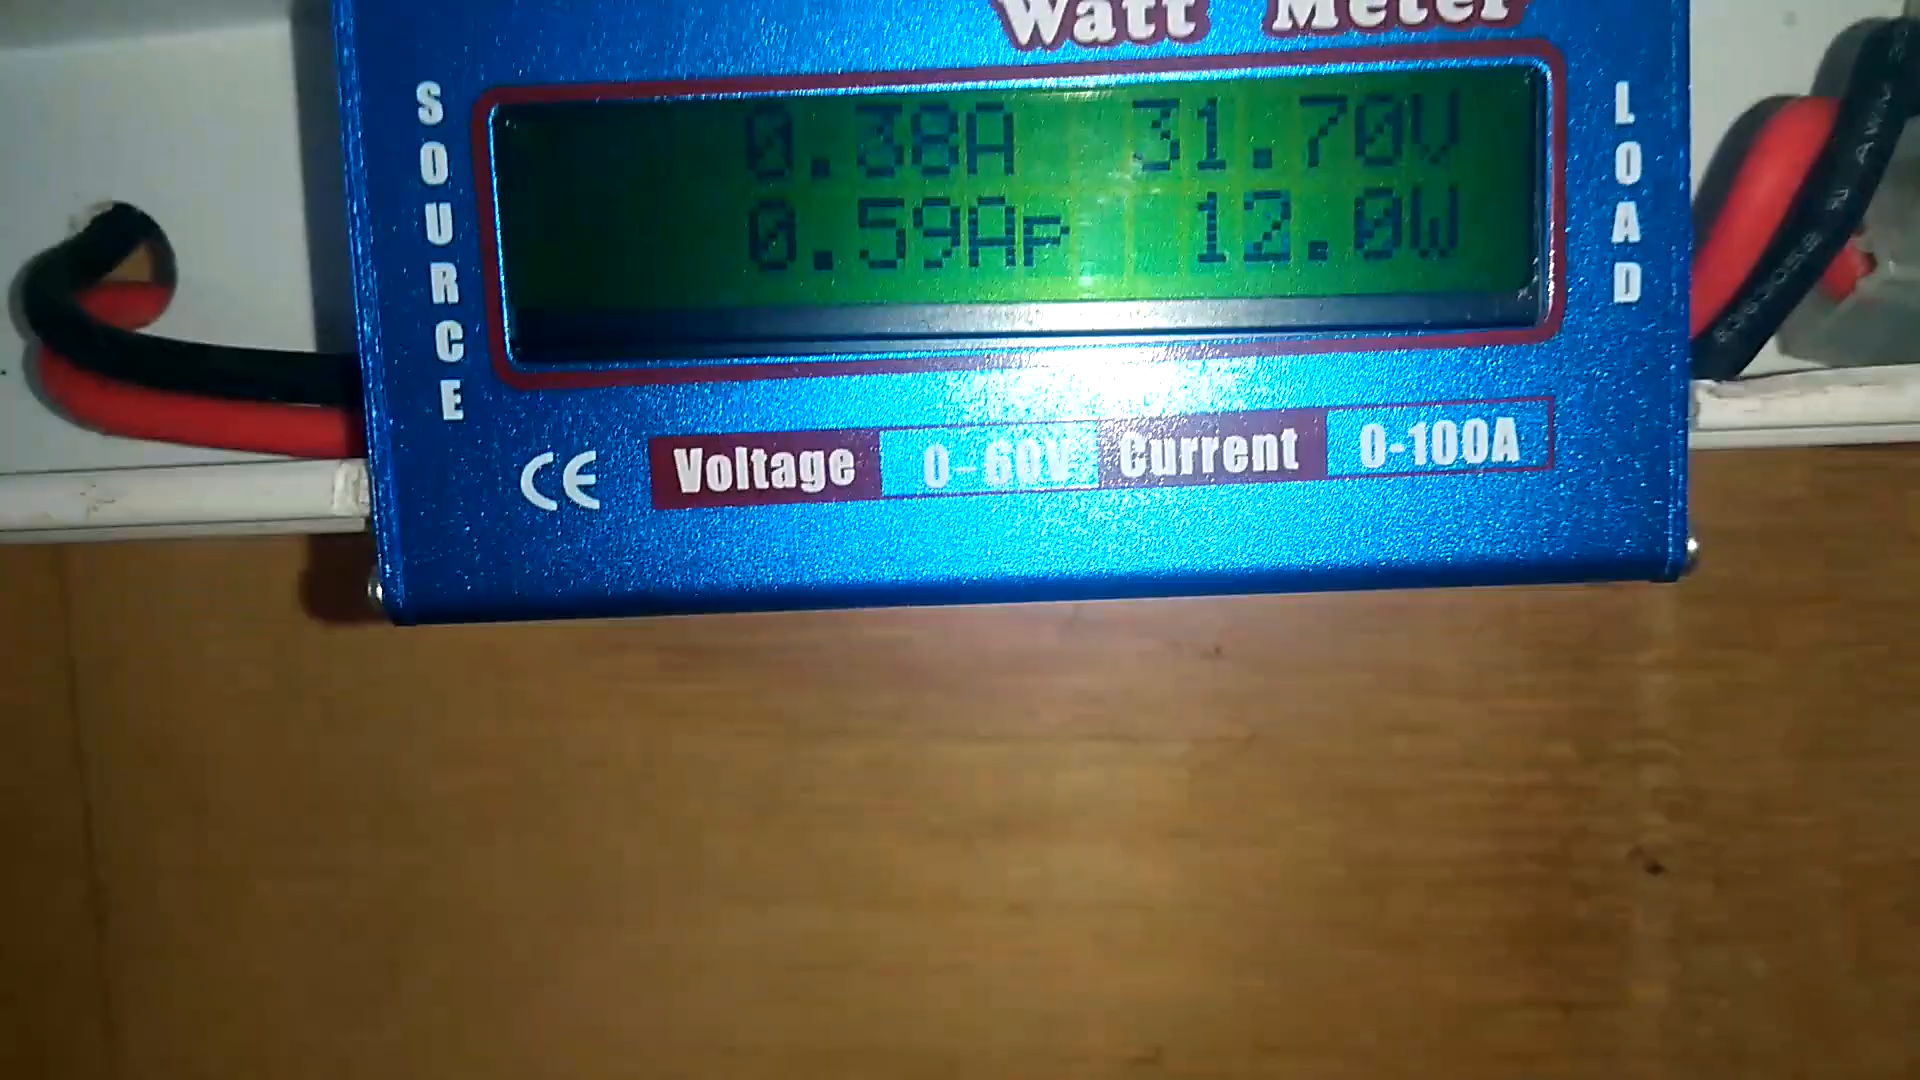 Watt Meter
SOURCE
0.38A 31.70V
0.59Ap 12.0W
LOAD
CE Voltage 0-60V Current 0-100A
AWG